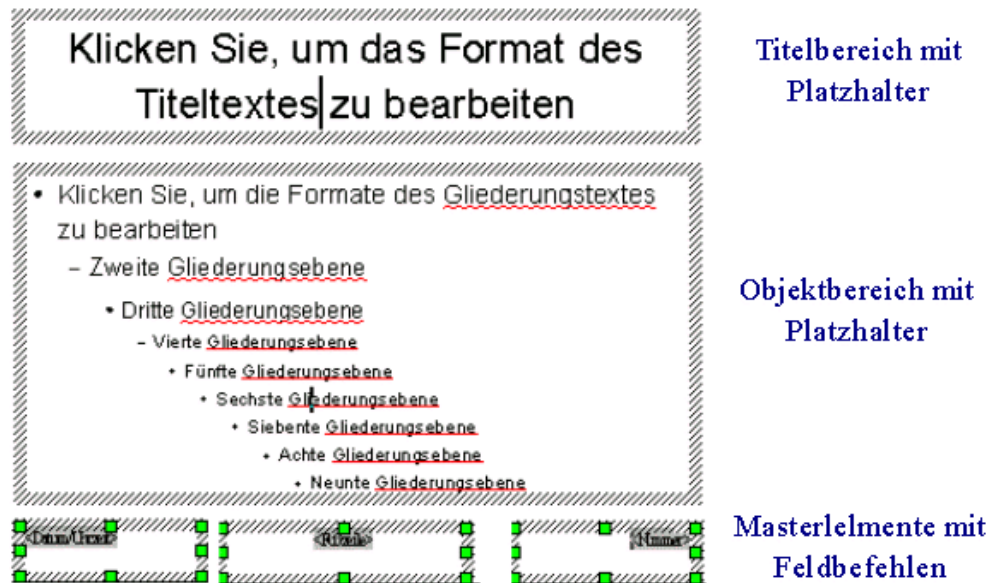 Klicken Sie, um das Format des
Titeltextes zu bearbeiten
Titelbereich mit
Platzhalter
• Klicken Sie, um die Formate des Gliederungstextes
zu bearbeiten
– Zweite Gliederungsebene
• Dritte Gliederungsebene
– Vierte Gliederungsebene
• Fünfte Gliederungsebene
• Sechste Gliederungsebene
• Siebente Gliederungsebene
• Achte Gliederungsebene
• Neunte Gliederungsebene
Objektbereich mit
Platzhalter
<Datum/Uhrzeit>
<Fußzeile>
<Nummer>
Masterlelmente mit
Feldbefehlen